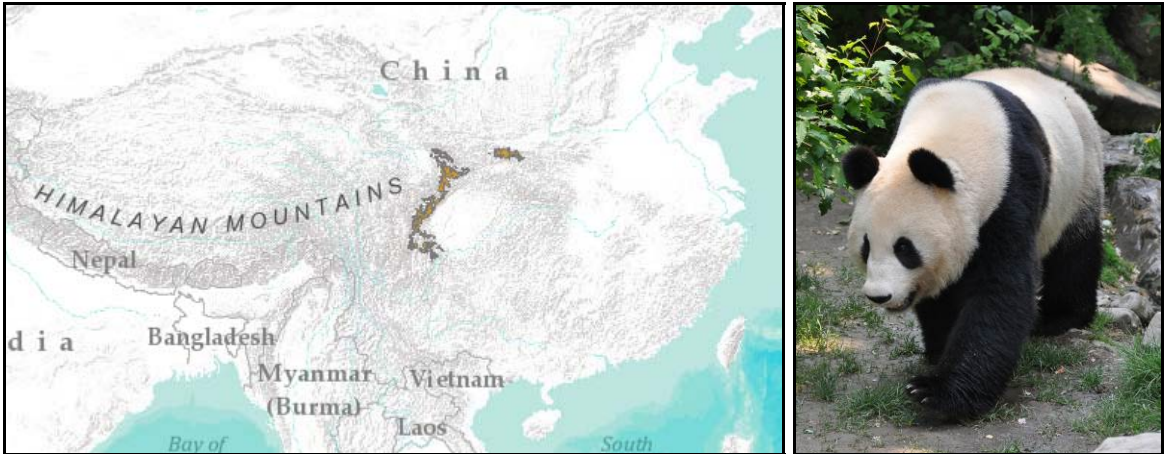 China
HIMALAYAN MOUNTAINS
Nepal
dia
Bangladesh
Myanmar
(Burma)
Vietnam
Laos
Bay of
South